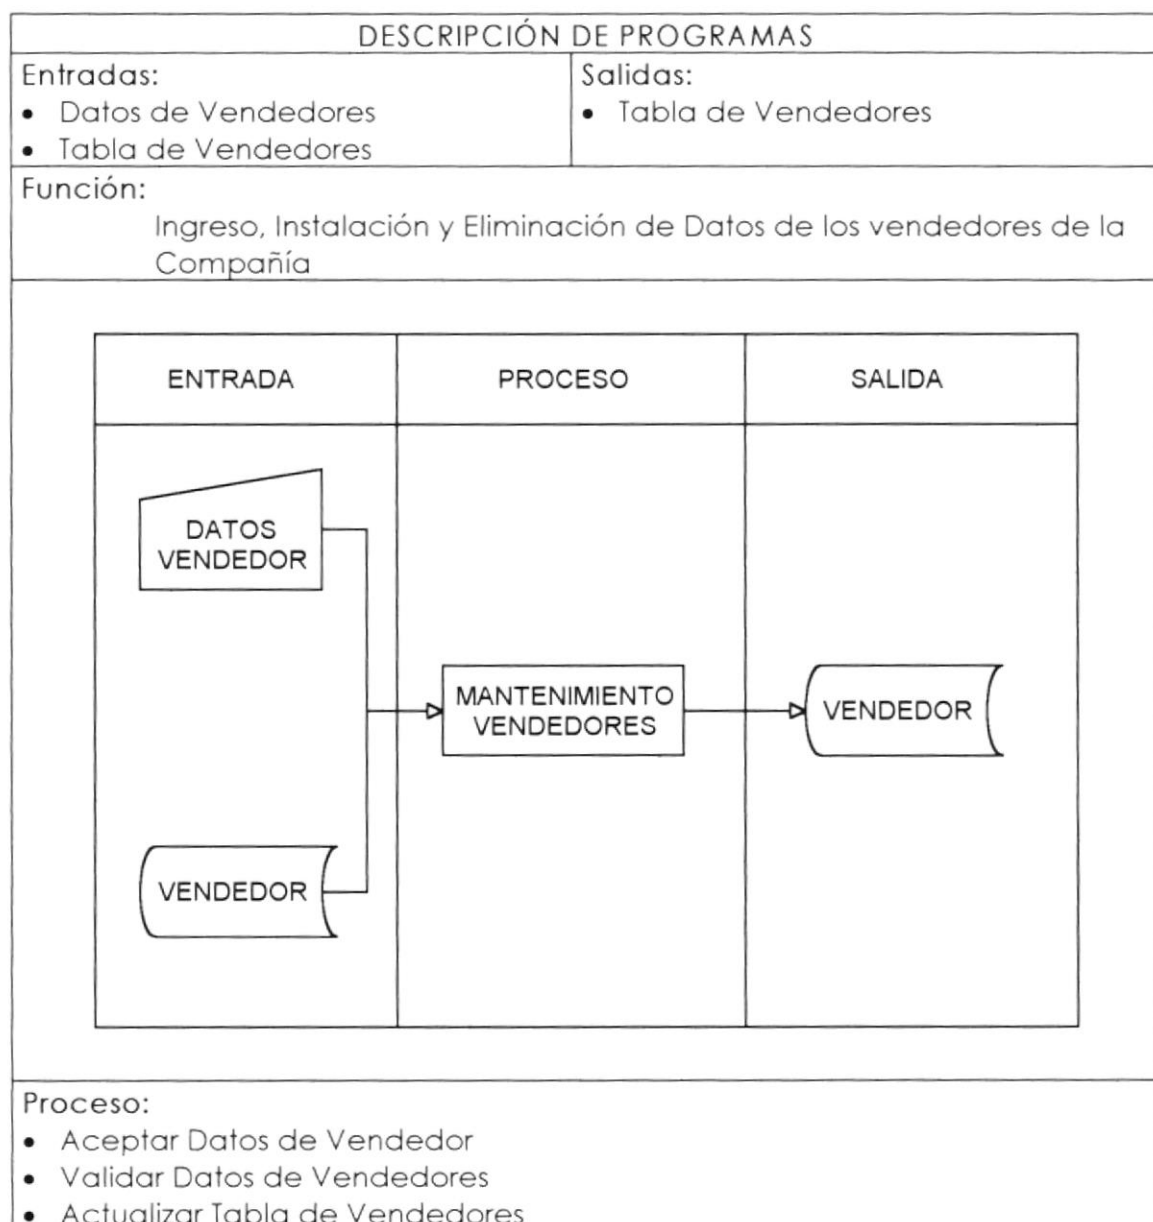 DESCRIPCIÓN DE PROGRAMAS
Entradas:
• Datos de Vendedores
• Tabla de Vendedores
Salidas:
• Tabla de Vendedores
Función:
Ingreso, Instalación y Eliminación de Datos de los vendedores de la
Compañía
ENTRADA
PROCESO
SALIDA
DATOS
VENDEDOR
MANTENIMIENTO
VENDEDORES
VENDEDOR
VENDEDOR
Proceso:
• Aceptar Datos de Vendedor
• Validar Datos de Vendedores
• Actualizar Tabla de Vendedores